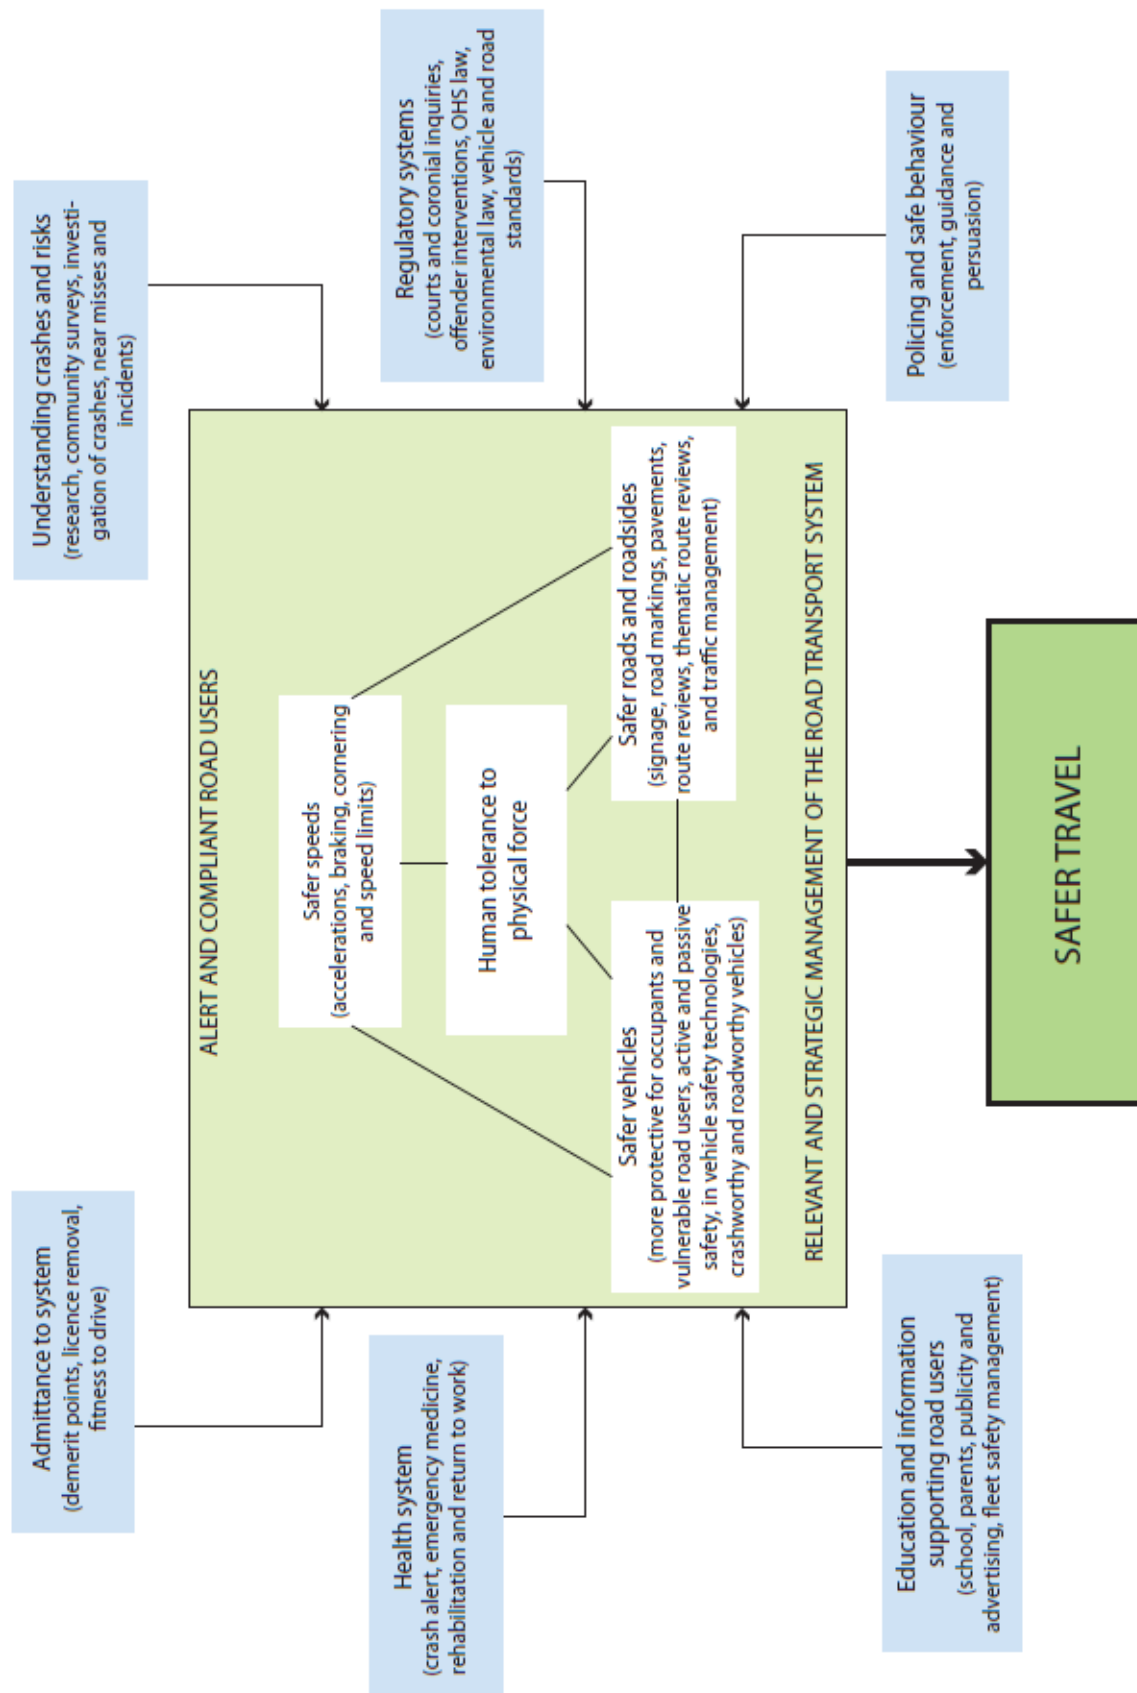 Admittance to system
(demerit points, licence removal,
fitness to drive)
Understanding crashes and risks
(research, community surveys, investi-
gation of crashes, near misses and
incidents)
Health system
(crash alert, emergency medicine,
rehabilitation and return to work)
Regulatory systems
(courts and coronial inquiries,
offender interventions, OHS law,
environmental law, vehicle and road
standards)
Education and information
supporting road users
(school, parents, publicity and
advertising, fleet safety management)
Policing and safe behaviour
(enforcement, guidance and
persuasion)
ALERT AND COMPLIANT ROAD USERS
Safer speeds
(accelerations, braking, cornering
and speed limits)
Human tolerance to
physical force
Safer vehicles
(more protective for occupants and
vulnerable road users, active and passive
safety, in vehicle safety technologies,
crashworthy and roadworthy vehicles)
Safer roads and roadsides
(signage, road markings, pavements,
route reviews, thematic route reviews,
and traffic management)
RELEVANT AND STRATEGIC MANAGEMENT OF THE ROAD TRANSPORT SYSTEM
SAFER TRAVEL